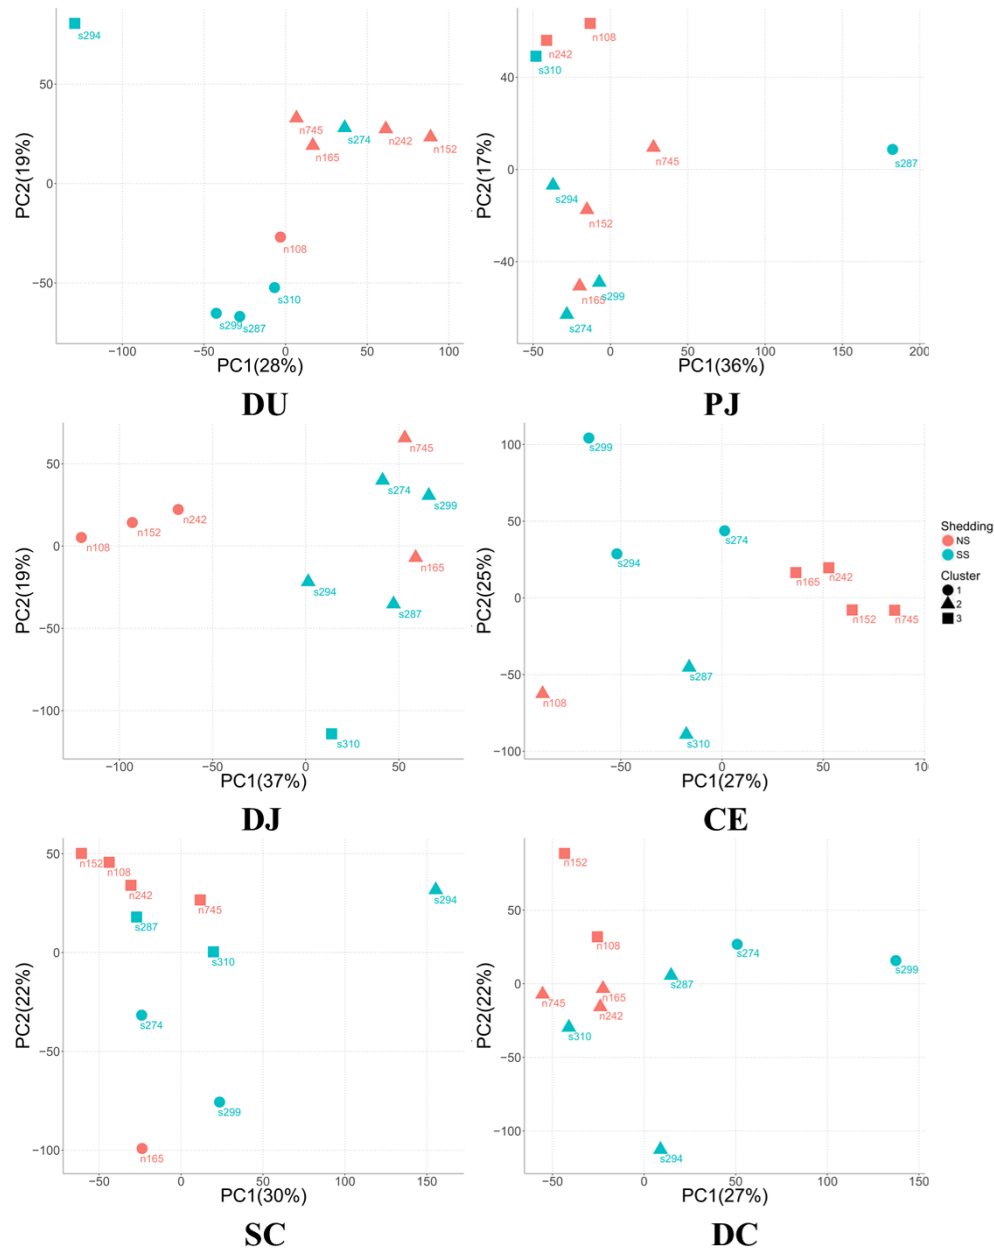 s294
50
n745
s274
n242
n152
n165
0
n108
s310
−50
s299
s287
−100
−50
0
50
100
PC2(19%)
PC1(28%)
DU
n108
n242
s310
40
n745
s287
0
s294
n152
−40
n165
s299
s274
−50
0
50
100
150
200
PC2(17%)
PC1(36%)
PJ
n745
50
s274
s299
n242
n152
n108
0
n165
s294
s287
−50
−100
s310
−100
−50
0
50
PC2(19%)
PC1(37%)
DJ
100
s299
50
s274
s294
n242
n165
0
n152
n745
−50
s287
n108
s310
−100
−50
0
50
10
PC2(25%)
PC1(27%)
CE
Shedding
NS
SS
Cluster
1
2
3
50
n152
n108
n242
n745
s294
s287
0
s310
s274
−50
s299
−100
n165
−50
0
50
100
150
PC2(22%)
PC1(30%)
SC
n152
50
n108
s274
s287
s299
0
n745
n165
n242
s310
−50
−100
s294
−50
0
50
100
150
PC2(22%)
PC1(27%)
DC